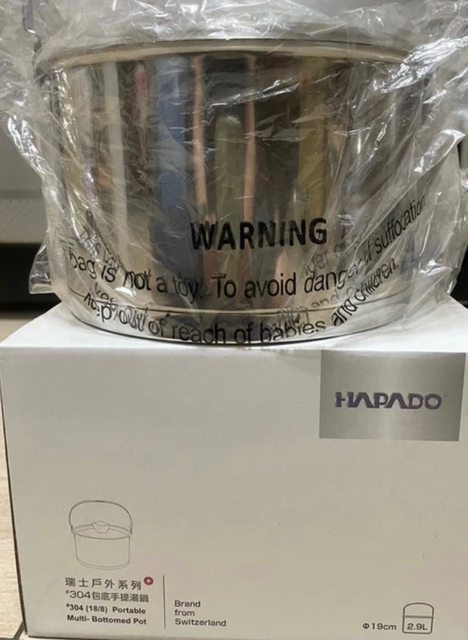 WARNING
bag is not a toy. To avoid danger of suffocation
keep out of reach of babies and children.
HAPADO
瑞士戶外系列
*304包底手提湯鍋
*304 (18/8) Portable
Multi- Bottomed Pot
Brand
from
Switzerland
Φ19cm
2.9L